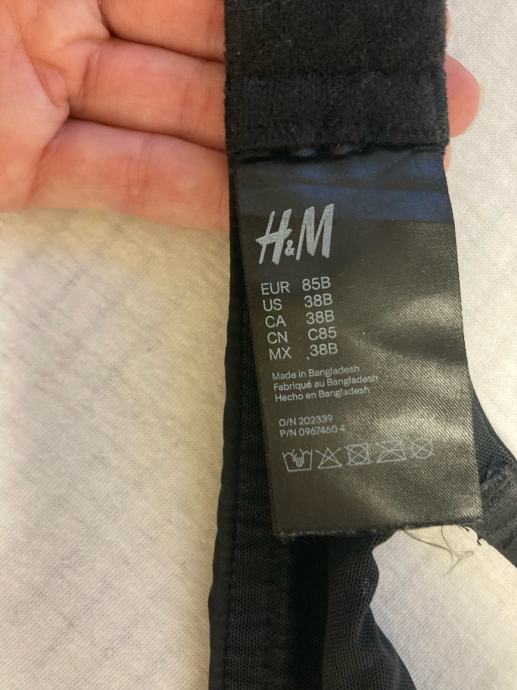 H&M
EUR 85B
US 38B
CA 38B
CN C85
MX 38B
Made in Bangladesh
Fabriqué au Bangladesh
Hecho en Bangladesh
O/N 202339
P/N 0967460 4